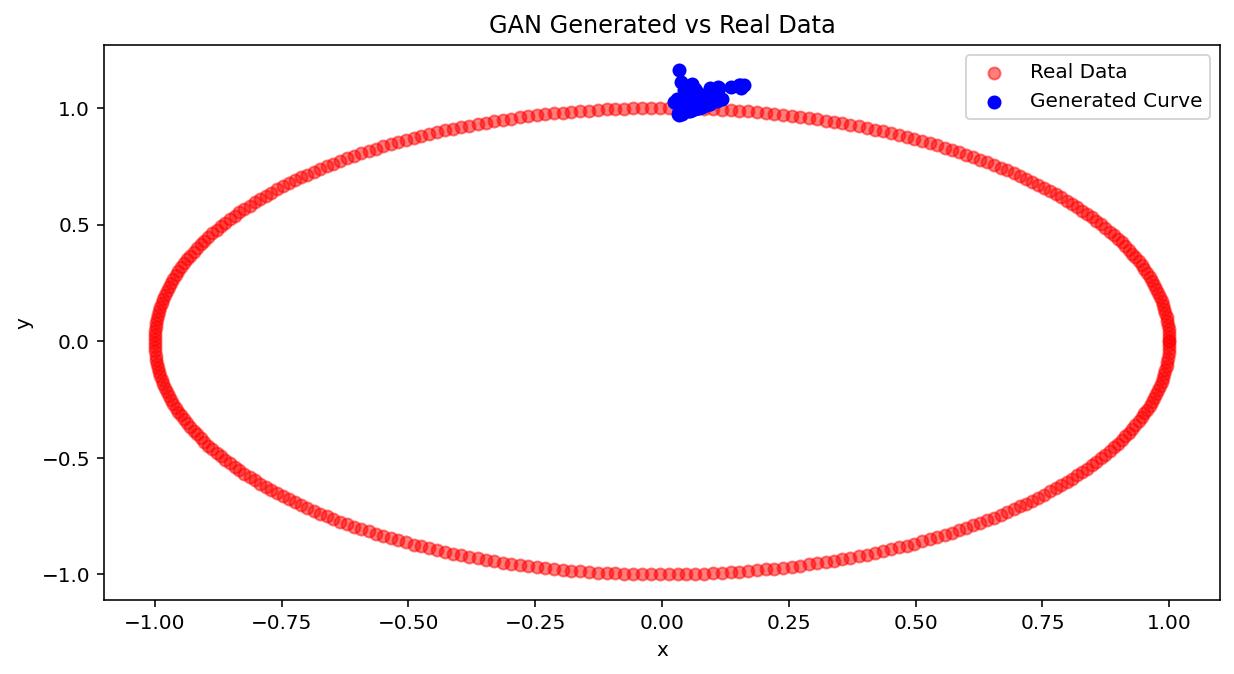 GAN Generated vs Real Data
Real Data
Generated Curve
1.0
0.5
0.0
−0.5
−1.0
y
−1.00 −0.75 −0.50 −0.25 0.00 0.25 0.50 0.75 1.00
x